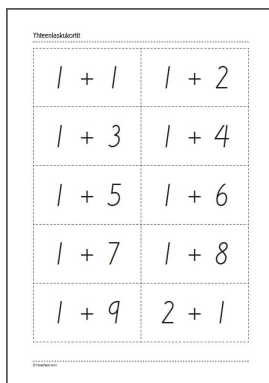 Yhteenlaskukortit
1 + 1 1 + 2
1 + 3 1 + 4
1 + 5 1 + 6
1 + 7 1 + 8
1 + 9 2 + 1